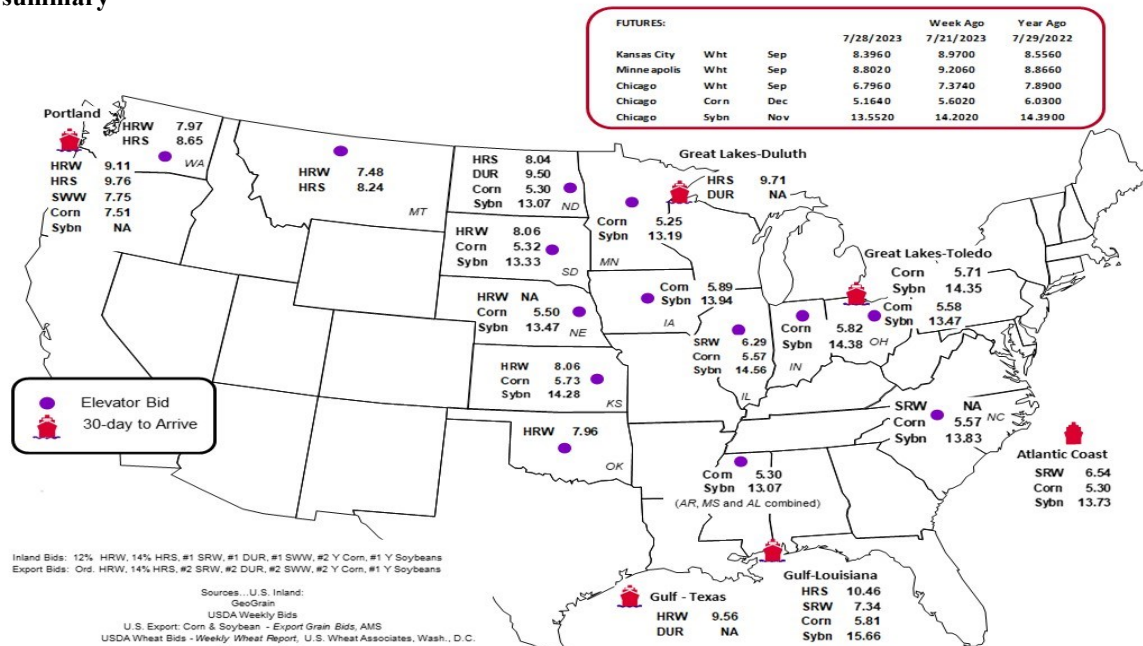 summary
FUTURES: Week Ago Year Ago
7/28/2023 7/21/2023 7/29/2022
Kansas City Wht Sep 8.3960 8.9700 8.5560
Minneapolis Wht Sep 8.8020 9.2060 8.8660
Chicago Wht Sep 6.7960 7.3740 7.8900
Chicago Corn Dec 5.1640 5.6020 6.0300
Chicago Sybn Nov 13.5520 14.2020 14.3900
Portland
HRW 9.11
HRS 9.76
SWW 7.75
Corn 7.51
Sybn NA
HRW 7.97
HRS 8.65
WA
HRW 7.48
HRS 8.24
MT
HRS 8.04
DUR 9.50
Corn 5.30
Sybn 13.07
ND
Great Lakes-Duluth
HRS 9.71
DUR NA
Corn 5.25
Sybn 13.19
MN
HRW 8.06
Corn 5.32
Sybn 13.33
SD
Great Lakes-Toledo
Corn 5.71
Sybn 14.35
Corn 5.58
Sybn 13.47
OH
Corn 5.89
Sybn 13.94
IA
HRW NA
Corn 5.50
Sybn 13.47
NE
SRW 6.29
Corn 5.57
Sybn 14.56
IL
Corn 5.82
Sybn 14.38
IN
HRW 8.06
Corn 5.73
Sybn 14.28
KS
Elevator Bid
30-day to Arrive
HRW 7.96
OK
SRW NA
Corn 5.57
Sybn 13.83
NC
Atlantic Coast
SRW 6.54
Corn 5.30
Sybn 13.73
Corn 5.30
Sybn 13.07
(AR, MS and AL combined)
Gulf-Louisiana
HRS 10.46
SRW 7.34
Corn 5.81
Sybn 15.66
Gulf - Texas
HRW 9.56
DUR NA
Inland Bids: 12% HRW, 14% HRS, #1 SRW, #1 DUR, #1 SWW, #2 Y Corn, #1 Y Soybeans
Export Bids: Ord. HRW, 14% HRS, #2 SRW, #2 DUR, #2 SWW, #2 Y Corn, #1 Y Soybeans
Sources...U.S. Inland:
GeoGrain
USDA Weekly Bids
U.S. Export: Corn & Soybean - Export Grain Bids, AMS
USDA Wheat Bids - Weekly Wheat Report, U.S. Wheat Associates, Wash., D.C.